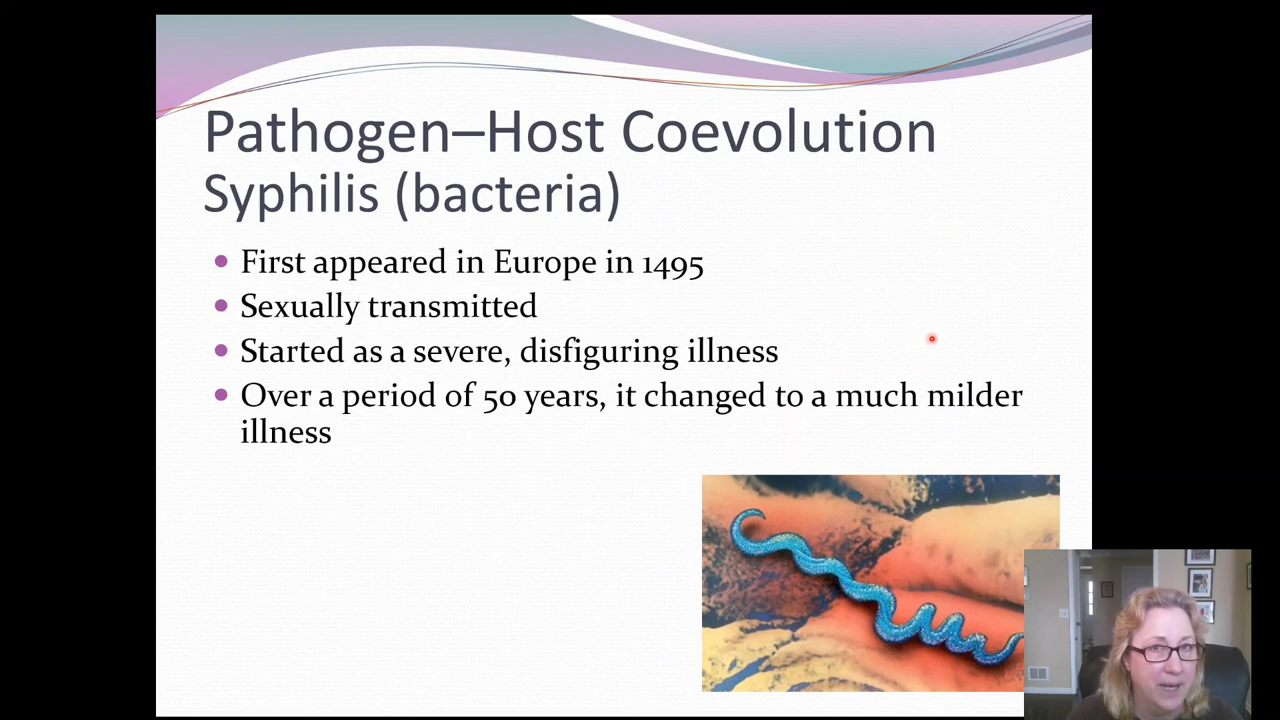 Pathogen–Host Coevolution
Syphilis (bacteria)
First appeared in Europe in 1495
Sexually transmitted
Started as a severe, disfiguring illness
Over a period of 50 years, it changed to a much milder
illness